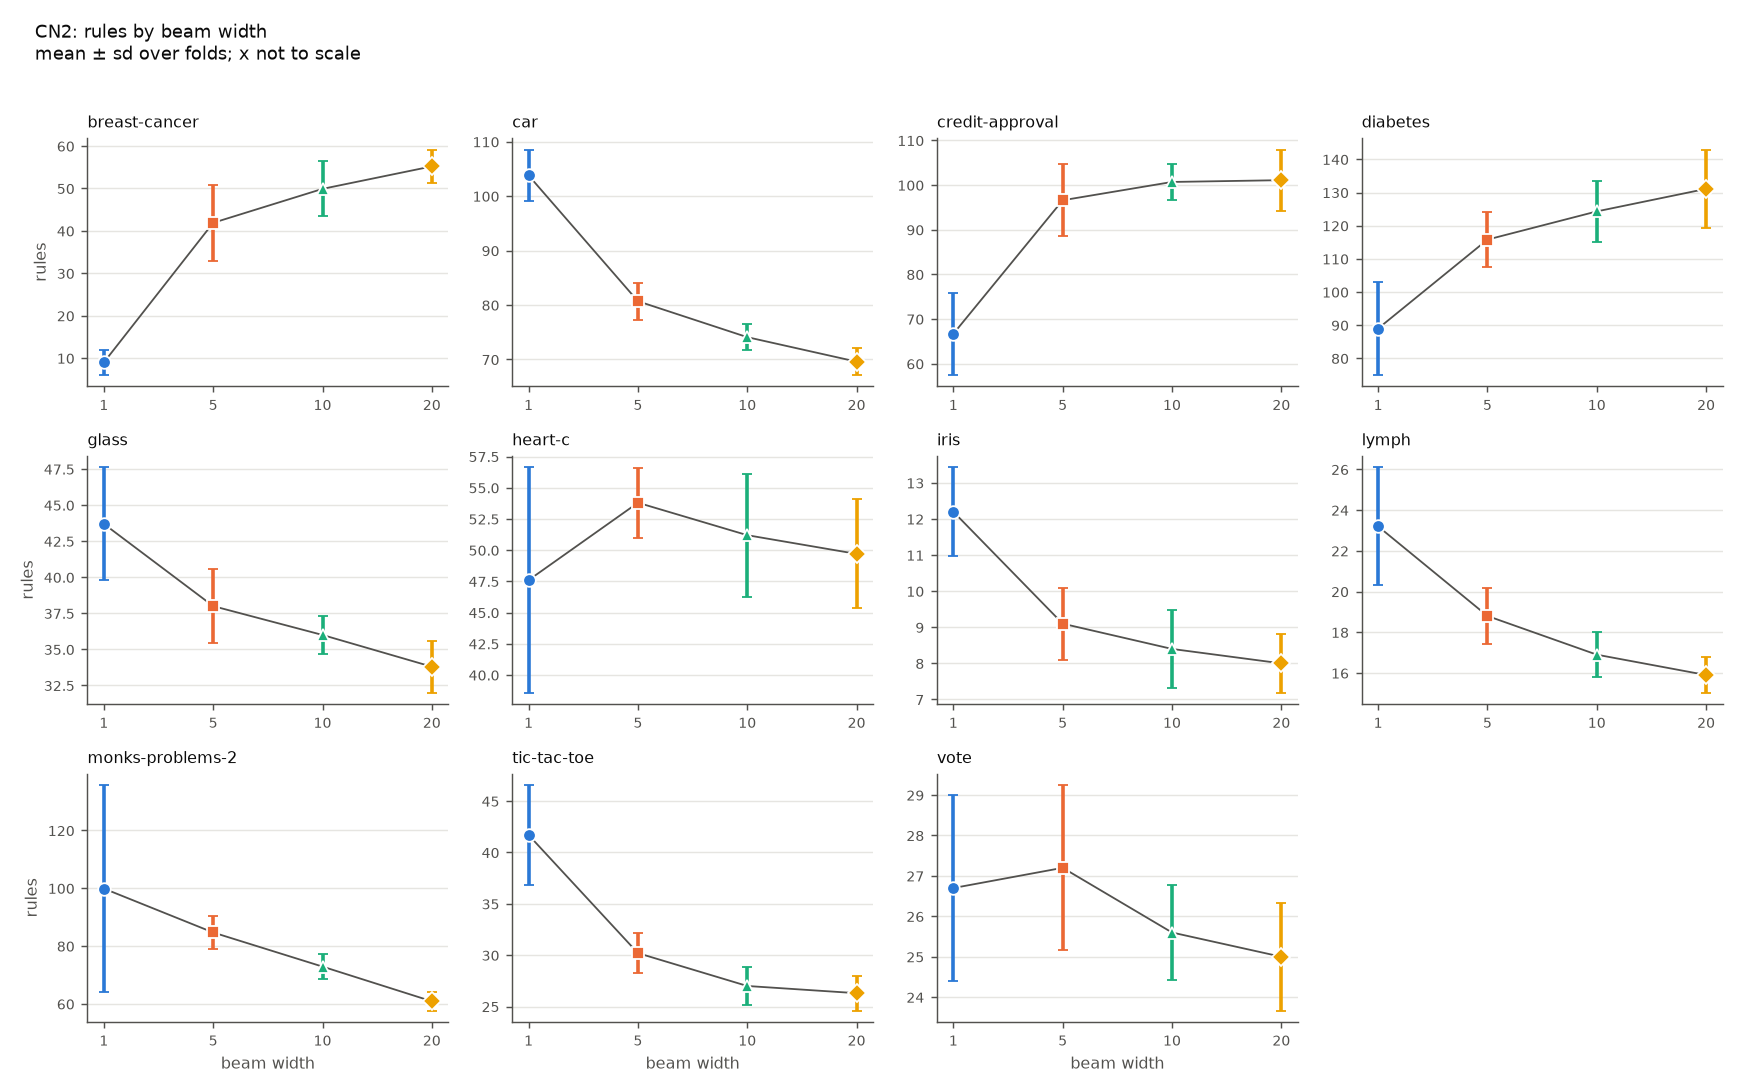 CN2: rules by beam width
mean ± sd over folds; x not to scale
breast-cancer
rules
60
50
40
30
20
10
1 5 10 20
car
110
100
90
80
70
1 5 10 20
credit-approval
110
100
90
80
70
60
1 5 10 20
diabetes
140
130
120
110
100
90
80
1 5 10 20
glass
rules
47.5
45.0
42.5
40.0
37.5
35.0
32.5
1 5 10 20
heart-c
57.5
55.0
52.5
50.0
47.5
45.0
42.5
40.0
1 5 10 20
iris
13
12
11
10
9
8
7
1 5 10 20
lymph
26
24
22
20
18
16
1 5 10 20
monks-problems-2
rules
120
100
80
60
1 5 10 20
beam width
tic-tac-toe
45
40
35
30
25
1 5 10 20
beam width
vote
29
28
27
26
25
24
1 5 10 20
beam width